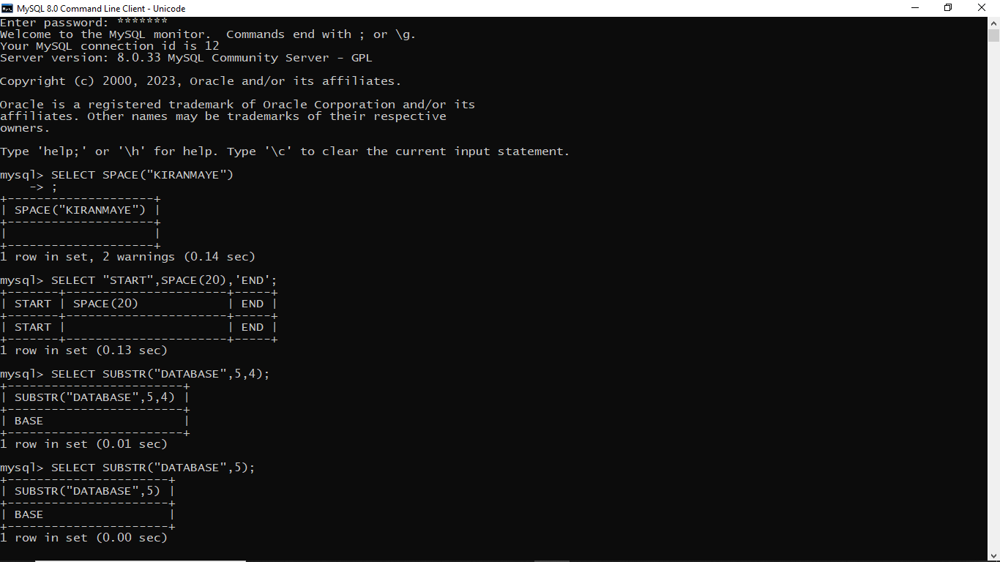 MySQL 8.0 Command Line Client - Unicode
Enter password: *******
Welcome to the MySQL monitor.  Commands end with ; or \g.
Your MySQL connection id is 12
Server version: 8.0.33 MySQL Community Server - GPL

Copyright (c) 2000, 2023, Oracle and/or its affiliates.

Oracle is a registered trademark of Oracle Corporation and/or its
affiliates. Other names may be trademarks of their respective
owners.

Type 'help;' or '\h' for help. Type '\c' to clear the current input statement.

mysql> SELECT SPACE("KIRANMAYE")
    -> ;
+--------------------+
| SPACE("KIRANMAYE") |
+--------------------+
|                    |
+--------------------+
1 row in set, 2 warnings (0.14 sec)

mysql> SELECT "START",SPACE(20),'END';
+-------+----------------------+-----+
| START | SPACE(20)            | END |
+-------+----------------------+-----+
| START |                      | END |
+-------+----------------------+-----+
1 row in set (0.13 sec)

mysql> SELECT SUBSTR("DATABASE",5,4);
+------------------------+
| SUBSTR("DATABASE",5,4) |
+------------------------+
| BASE                   |
+------------------------+
1 row in set (0.01 sec)

mysql> SELECT SUBSTR("DATABASE",5);
+----------------------+
| SUBSTR("DATABASE",5) |
+----------------------+
| BASE                 |
+----------------------+
1 row in set (0.00 sec)